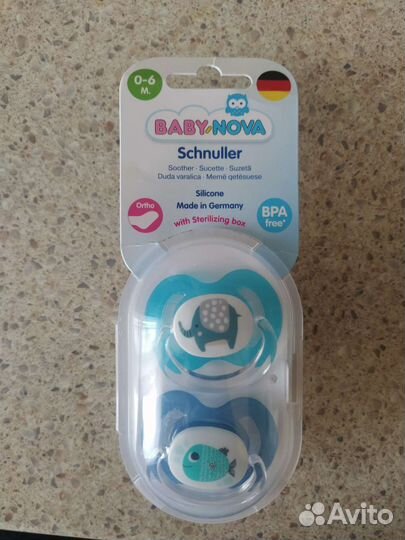 0-6
M.
BABY NOVA
Schnuller
Soother · Sucette · Suzetă
Duda varalica · Memë qetësuese
Silicone
Made in Germany
Ortho
BPA
free*
with Sterilizing box
Avito